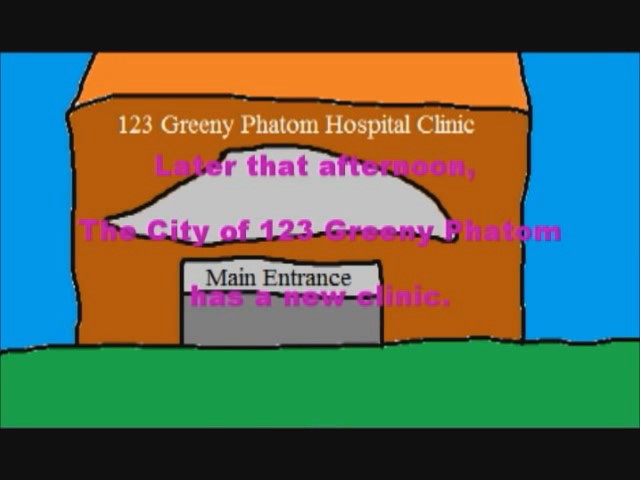 123 Greeny Phatom Hospital Clinic
Later that afternoon,
The City of 123 Greeny Phatom
Main Entrance
has a new clinic.